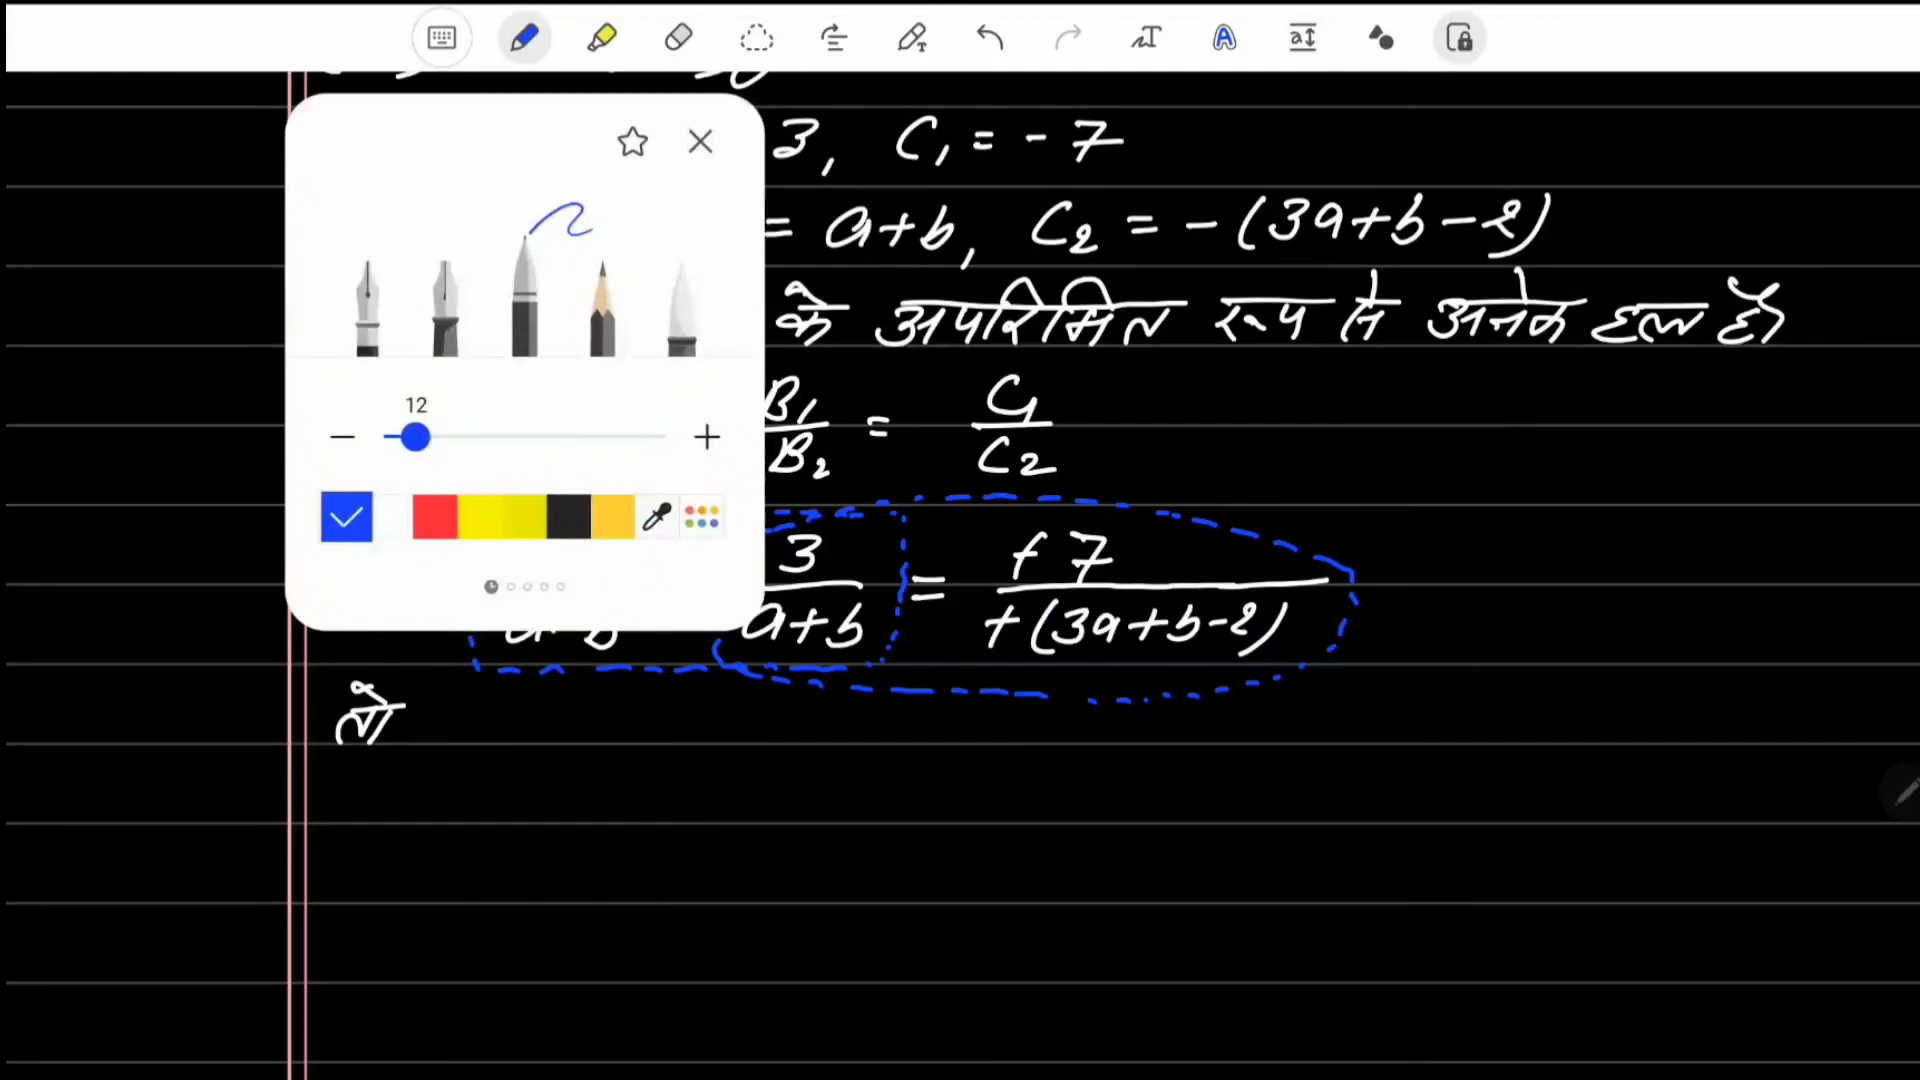 3, C₁ = - 7
= a+b, C₂ = - (3a+b-2)
के अपरिमित रूप से अनेक हल है।
B₁/B₂ = C₁/C₂
12
3/(a+b) = +7/+(3a+b-2)
a-b
तो